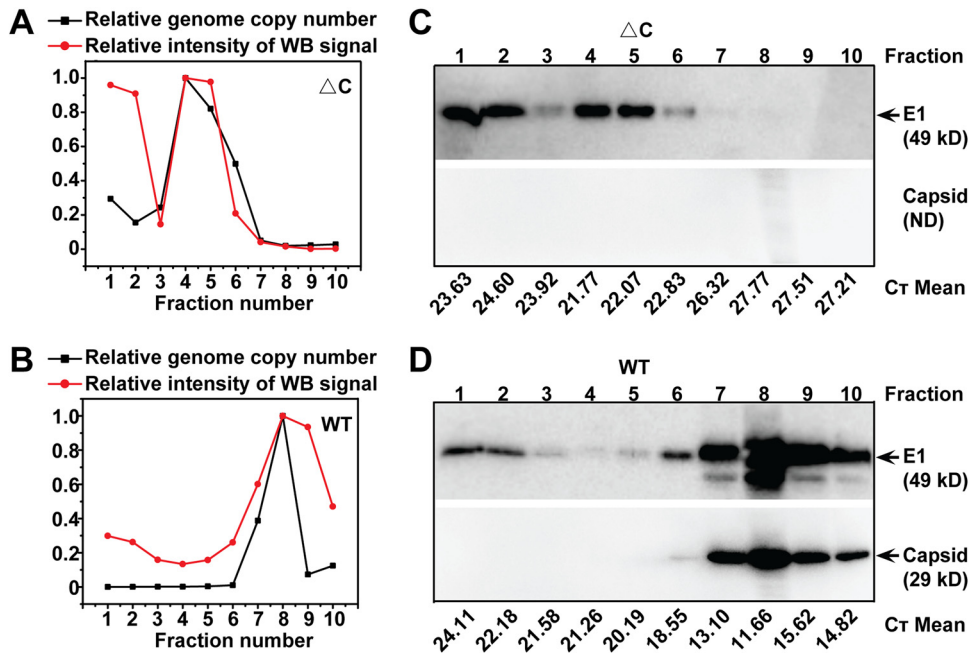 A
Relative genome copy number
Relative intensity of WB signal
△C
1.0
0.8
0.6
0.4
0.2
0
1 2 3 4 5 6 7 8 9 10
Fraction number
B
Relative genome copy number
Relative intensity of WB signal
WT
1.0
0.8
0.6
0.4
0.2
0
1 2 3 4 5 6 7 8 9 10
Fraction number
C
△C
1 2 3 4 5 6 7 8 9 10 Fraction
E1
(49 kD)
Capsid
(ND)
23.63 24.60 23.92 21.77 22.07 22.83 26.32 27.77 27.51 27.21 Cᴛ Mean
D
WT
1 2 3 4 5 6 7 8 9 10 Fraction
E1
(49 kD)
Capsid
(29 kD)
24.11 22.18 21.58 21.26 20.19 18.55 13.10 11.66 15.62 14.82 Cᴛ Mean